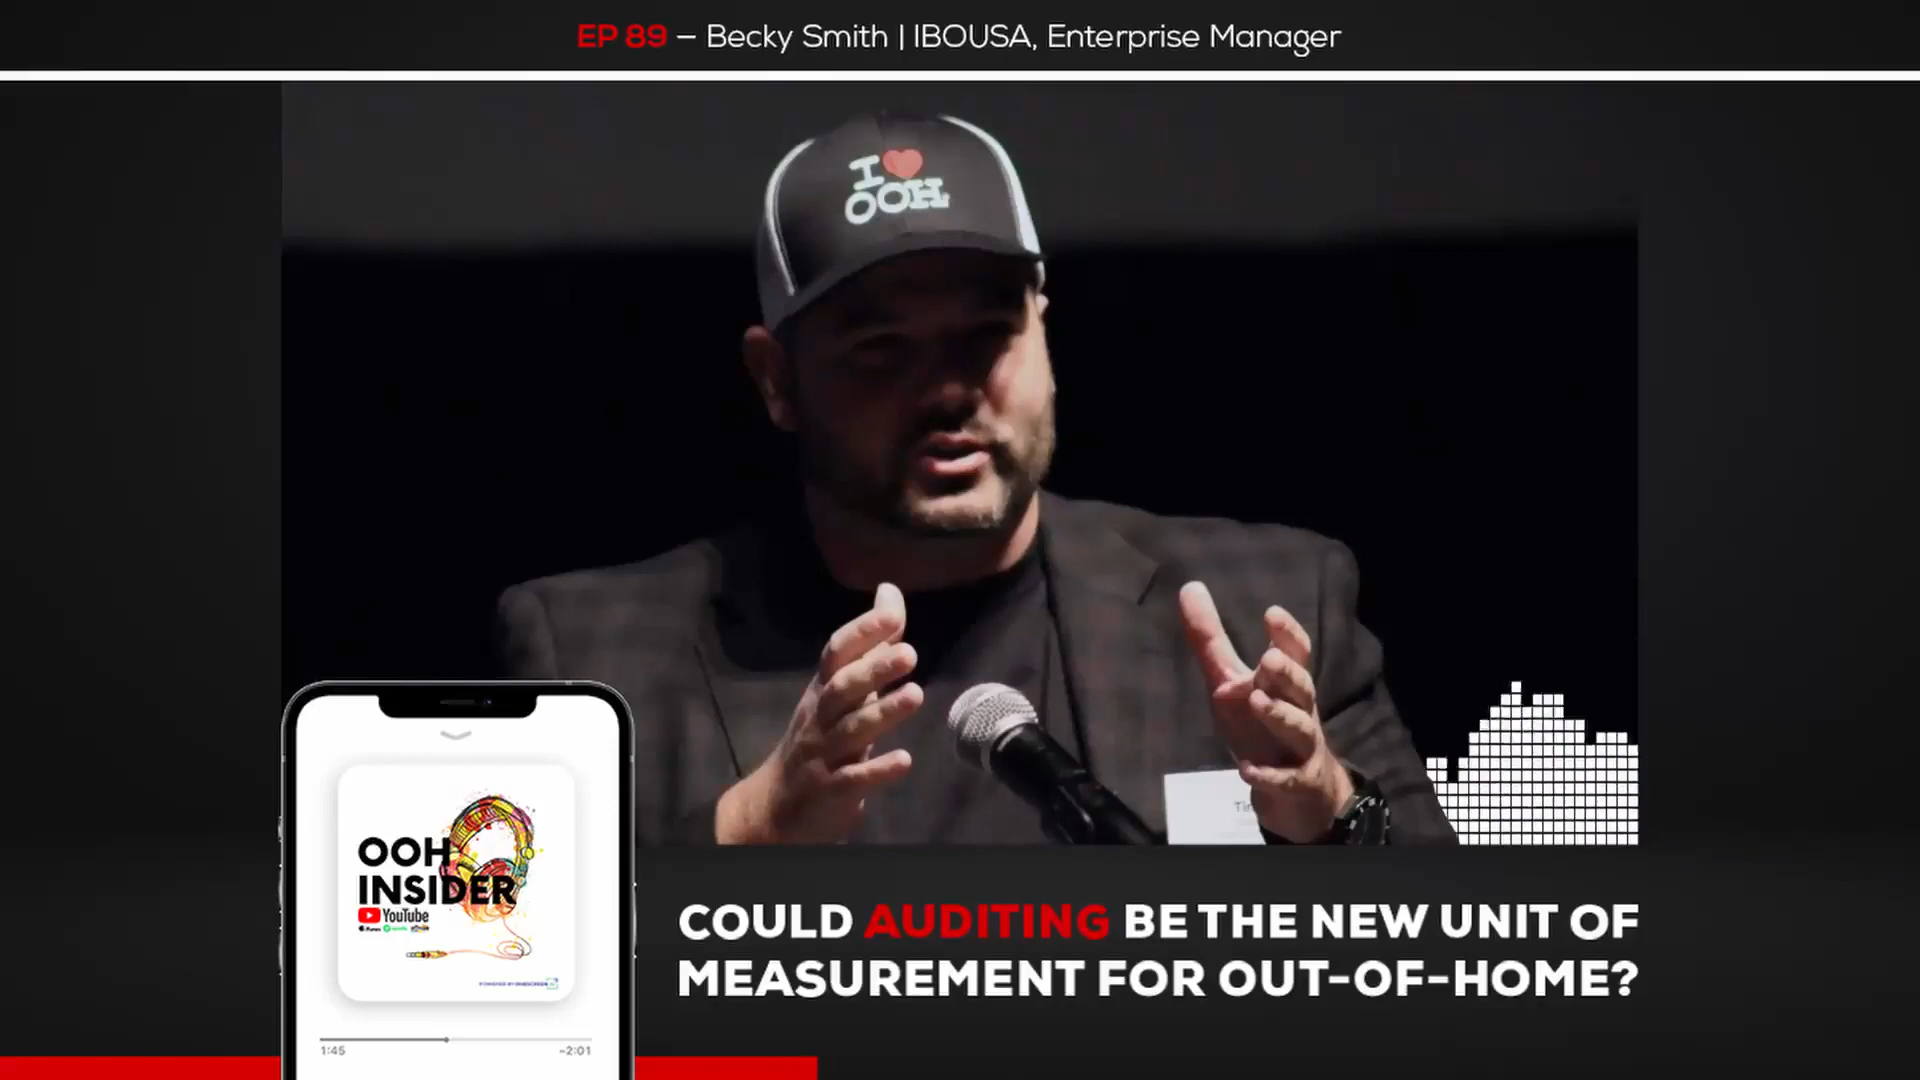 EP 89 – Becky Smith | IBOUSA, Enterprise Manager
I ❤ OOH
Tim
OOH
INSIDER
YouTube
1:45
-2:01
COULD AUDITING BE THE NEW UNIT OF
MEASUREMENT FOR OUT-OF-HOME?